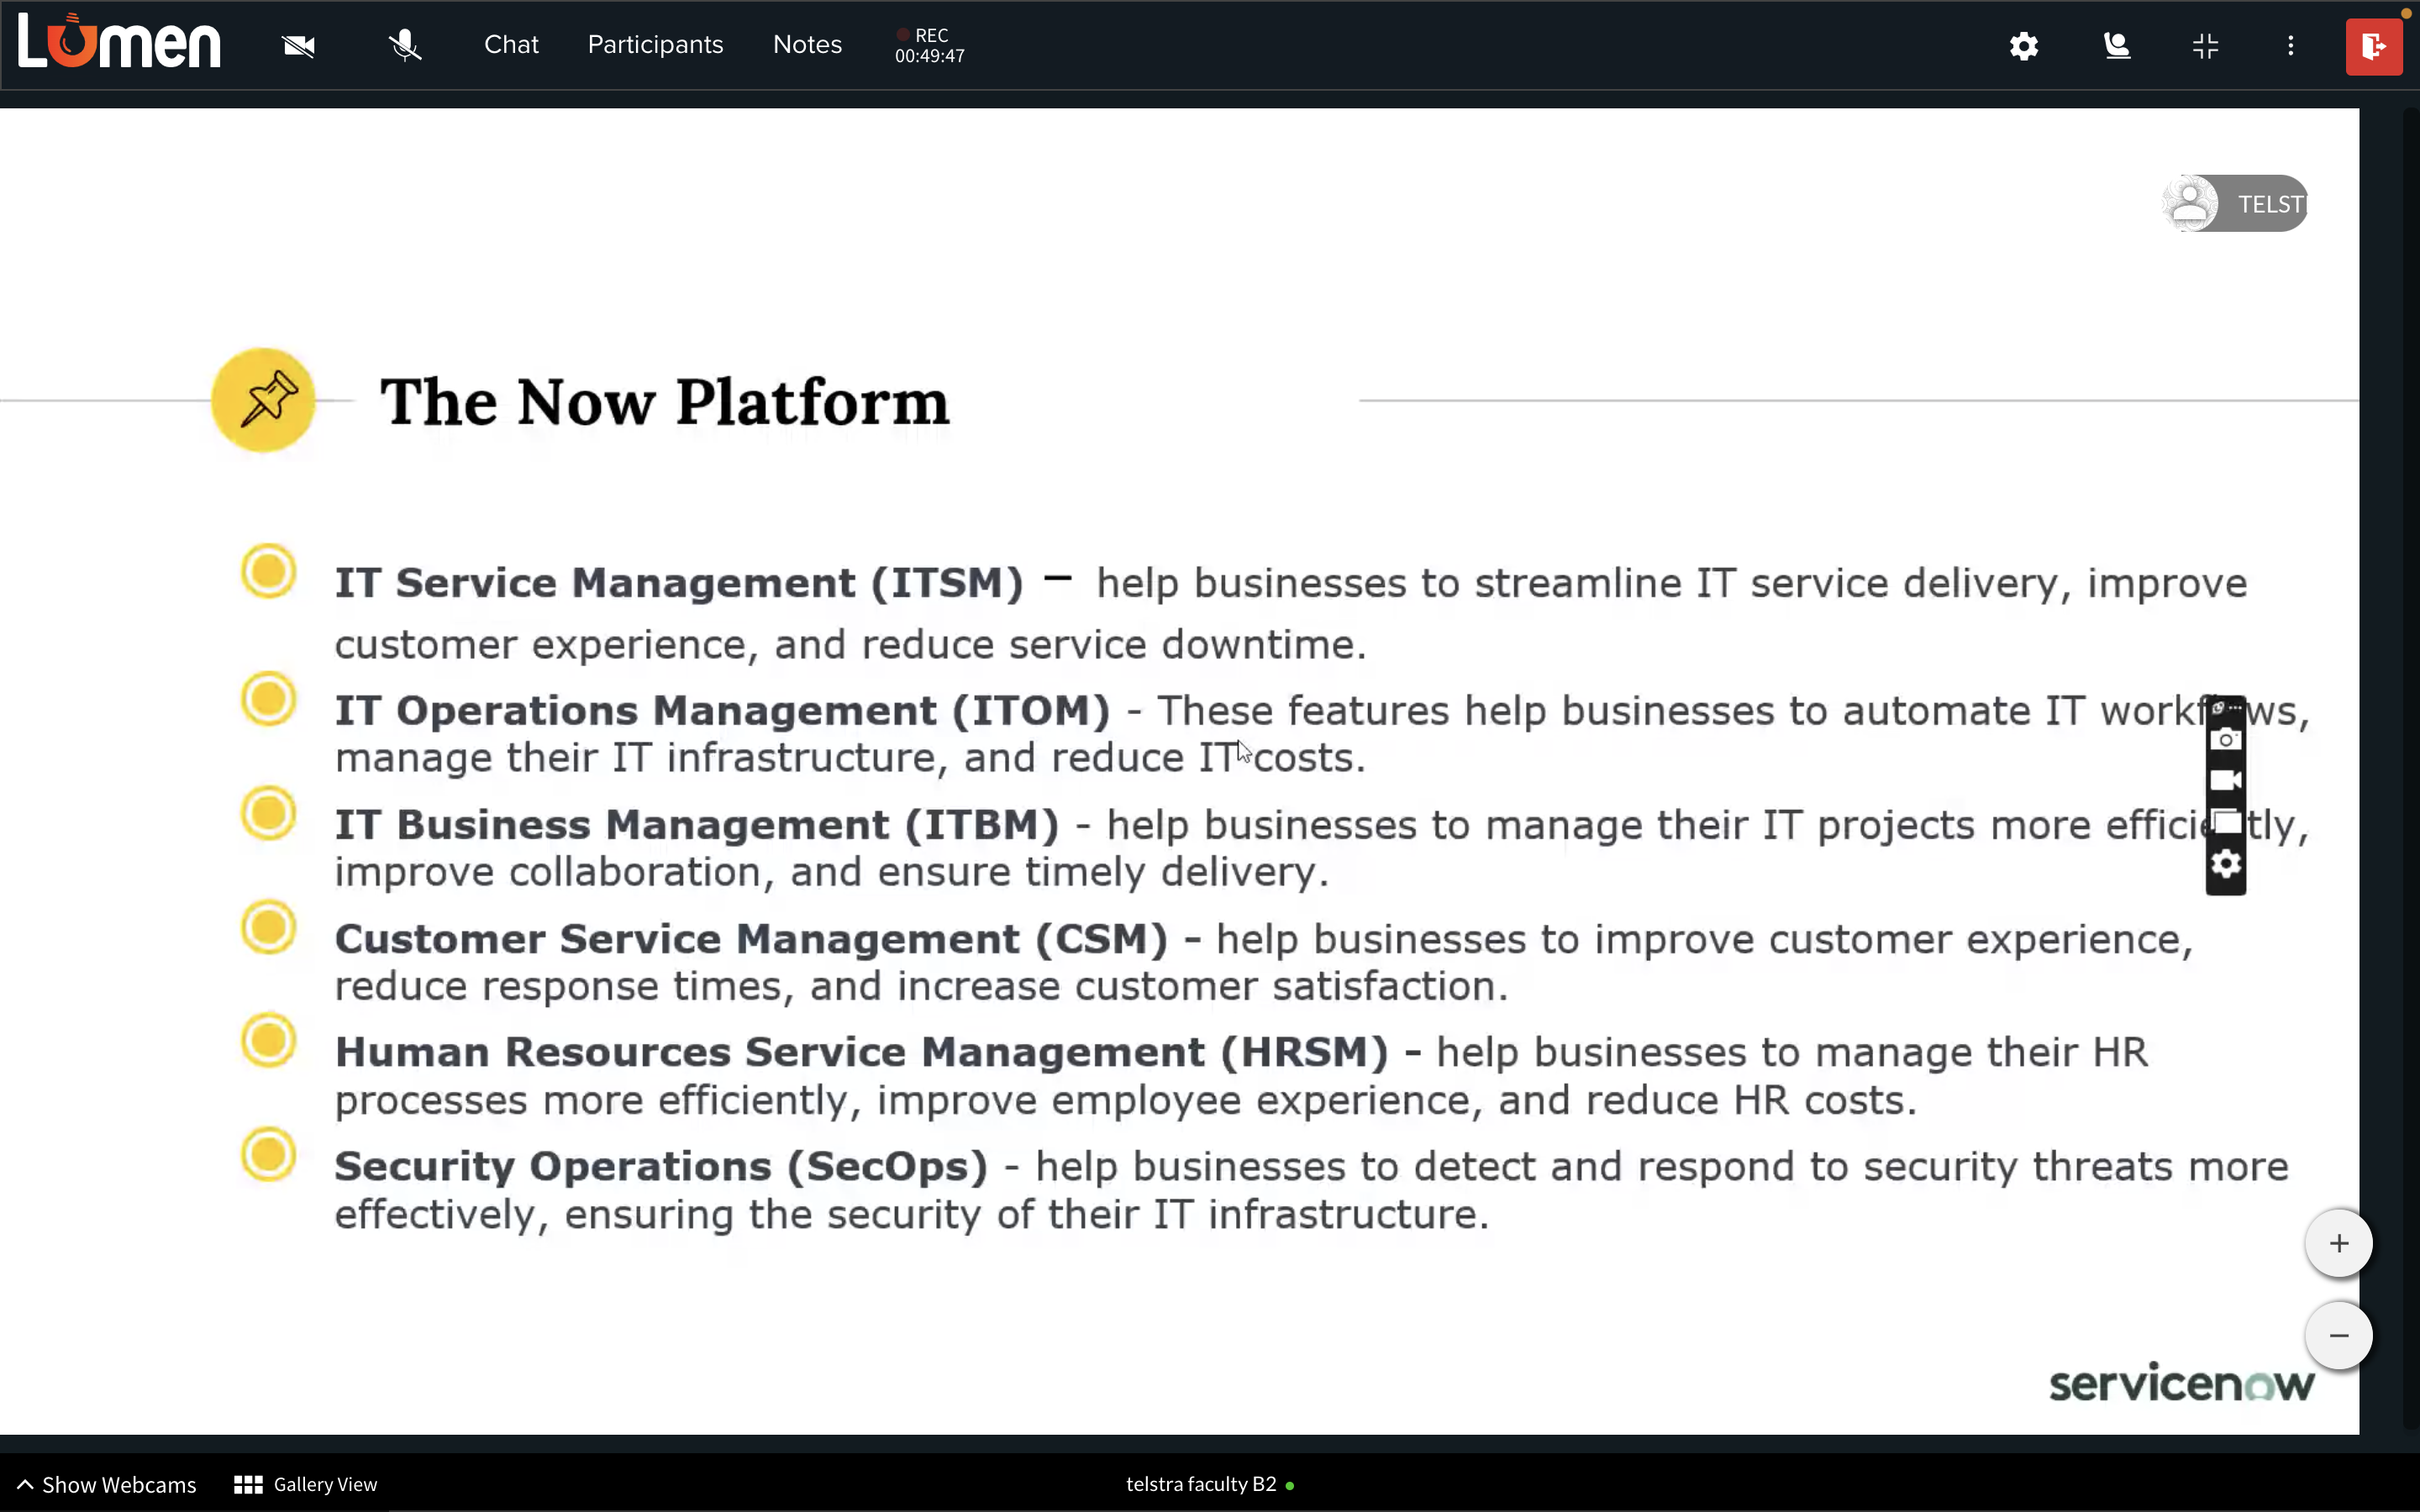 Lumen
Chat
Participants
Notes
REC
00:49:47
TELST
The Now Platform
IT Service Management (ITSM) – help businesses to streamline IT service delivery, improve
customer experience, and reduce service downtime.
IT Operations Management (ITOM) - These features help businesses to automate IT workflows,
manage their IT infrastructure, and reduce IT costs.
IT Business Management (ITBM) - help businesses to manage their IT projects more efficiently,
improve collaboration, and ensure timely delivery.
Customer Service Management (CSM) – help businesses to improve customer experience,
reduce response times, and increase customer satisfaction.
Human Resources Service Management (HRSM) – help businesses to manage their HR
processes more efficiently, improve employee experience, and reduce HR costs.
Security Operations (SecOps) - help businesses to detect and respond to security threats more
effectively, ensuring the security of their IT infrastructure.
servicenow
Show Webcams
Gallery View
telstra faculty B2